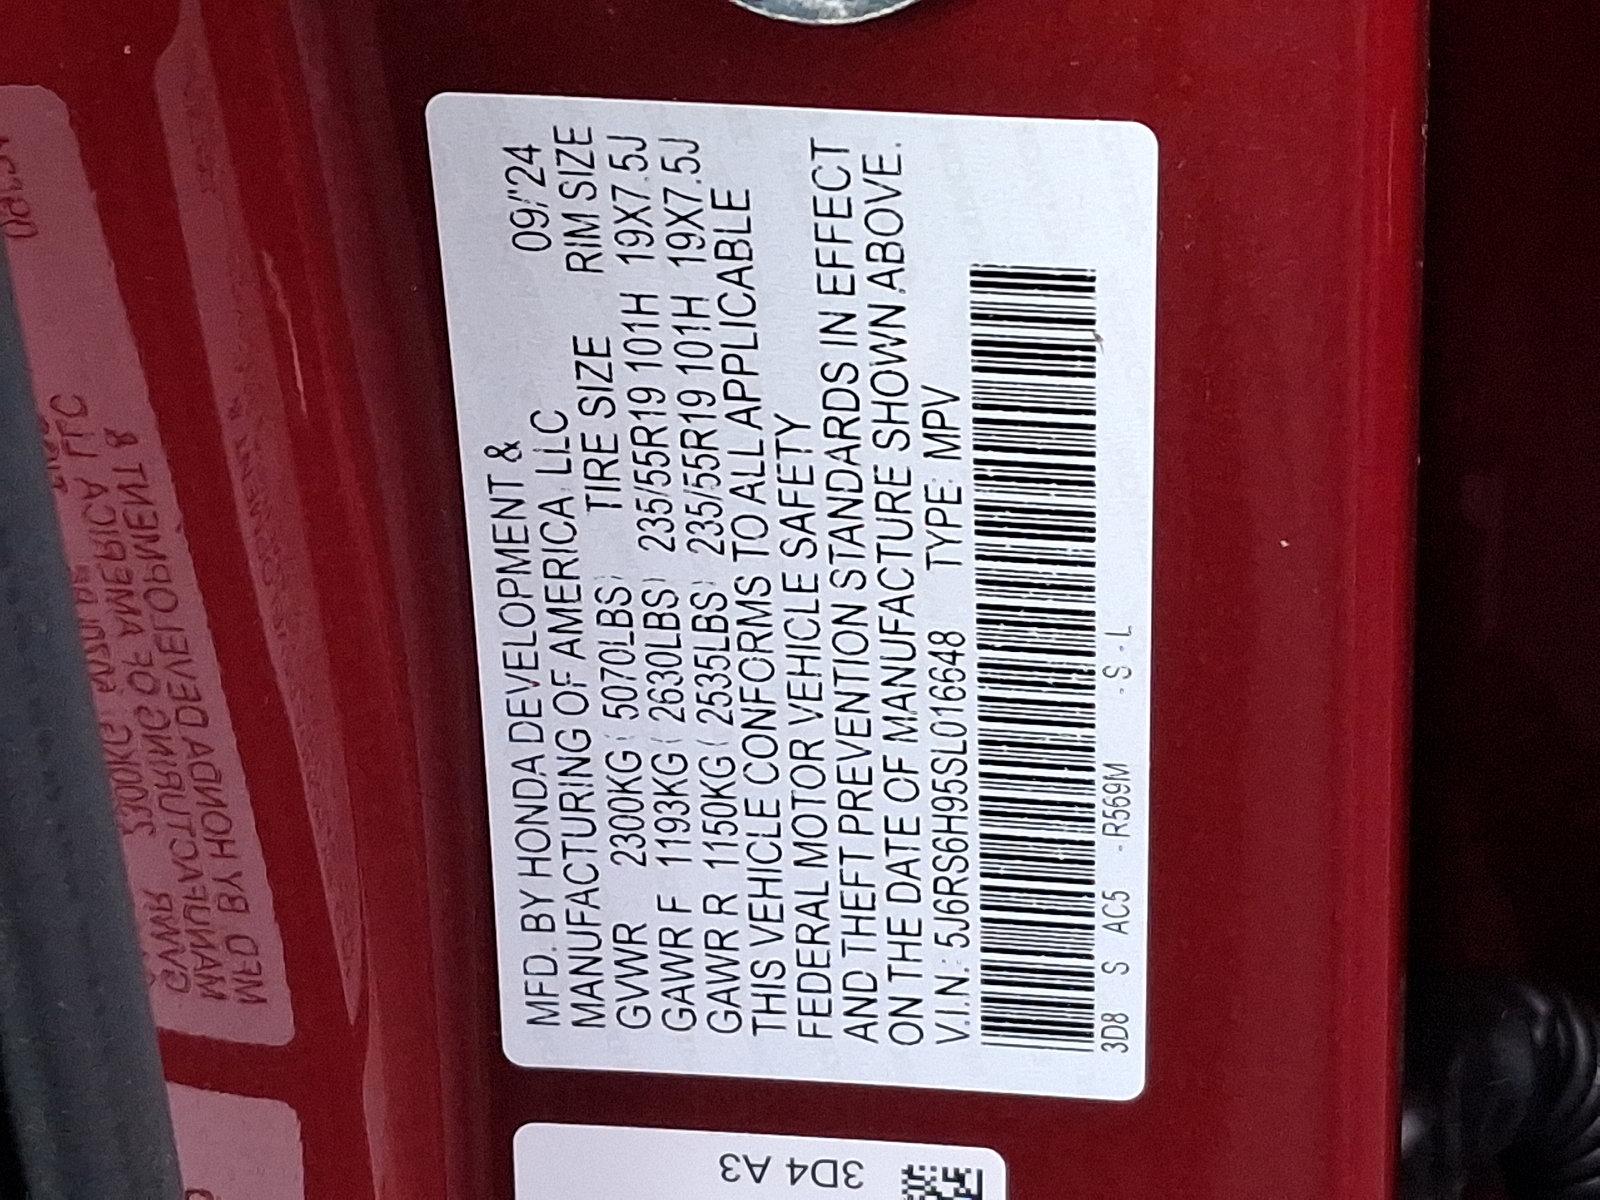 MFD. BY HONDA DEVELOPMENT & 09/'24
MANUFACTURING OF AMERICA, LLC
TIRE SIZE RIM SIZE
GVWR 2300KG ( 5070LBS) 235/55R19 101H 19X7.5J
GAWR F 1193KG ( 2630LBS) 235/55R19 101H 19X7.5J
GAWR R 1150KG ( 2535LBS)
THIS VEHICLE CONFORMS TO ALL APPLICABLE
FEDERAL MOTOR VEHICLE SAFETY
AND THEFT PREVENTION STANDARDS IN EFFECT
ON THE DATE OF MANUFACTURE SHOWN ABOVE.
V.I.N.: 5J6RS6H95SL016648 TYPE: MPV
3D8 S AC5 -R569M -S -L
3D4 A3